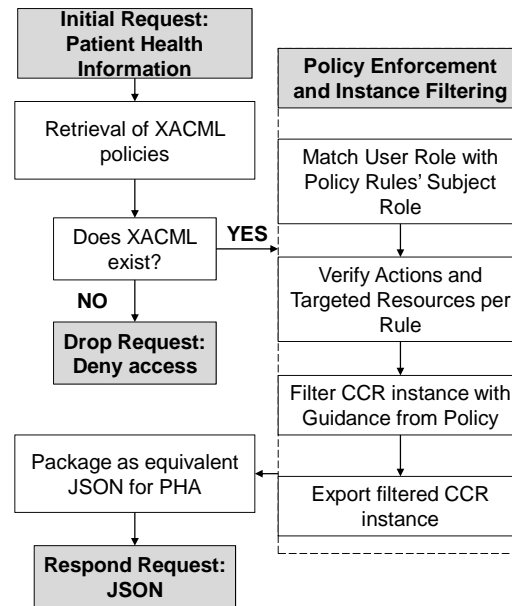 Initial Request:
Patient Health
Information
Retrieval of XACML
policies
Does XACML
exist?
YES
NO
Drop Request:
Deny access
Policy Enforcement
and Instance Filtering
Match User Role with
Policy Rules' Subject
Role
Verify Actions and
Targeted Resources per
Rule
Filter CCR instance with
Guidance from Policy
Export filtered CCR
instance
Package as equivalent
JSON for PHA
Respond Request:
JSON